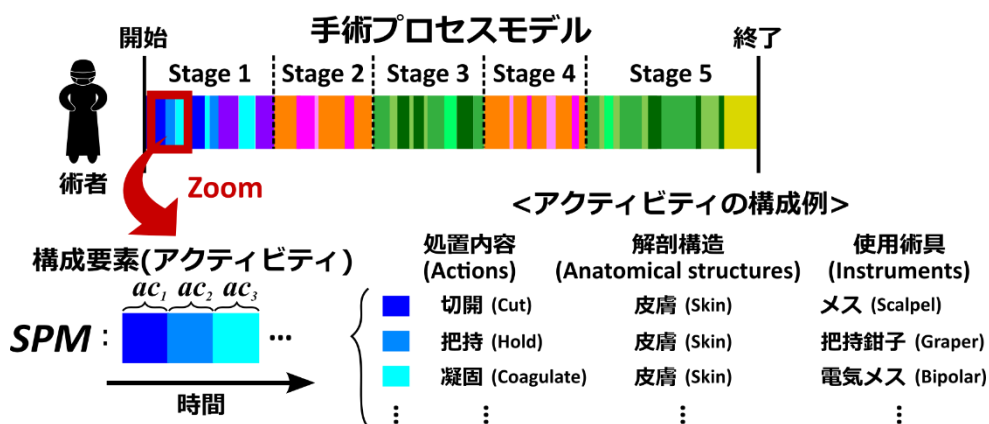 手術プロセスモデル
開始
終了
Stage 1 Stage 2 Stage 3 Stage 4 Stage 5
術者
Zoom
<アクティビティの構成例>
構成要素(アクティビティ)
処置内容 解剖構造 使用術具
(Actions) (Anatomical structures) (Instruments)
ac1 ac2 ac3
SPM : ...
切開 (Cut) 皮膚 (Skin) メス (Scalpel)
把持 (Hold) 皮膚 (Skin) 把持鉗子 (Graper)
凝固 (Coagulate) 皮膚 (Skin) 電気メス (Bipolar)
⋮ ⋮ ⋮
時間